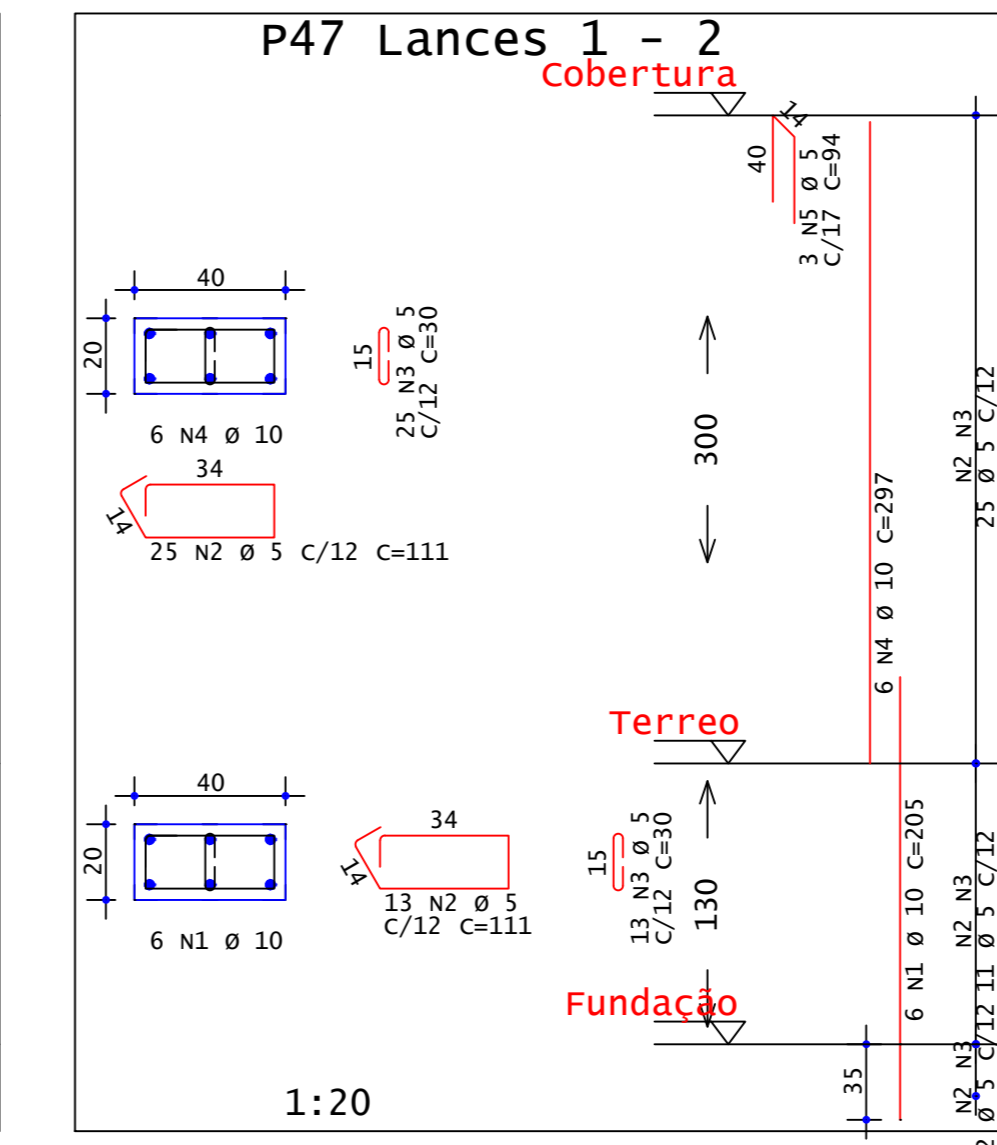 P47 Lances 1 - 2
Cobertura
14
40
3 N5 Ø 5
C/17 C=94
40
20
6 N4 Ø 10
15
25 N3 Ø 5
C/12 C=30
34
14
25 N2 Ø 5 C/12 C=111
300
6 N4 Ø 10 C=297
N2 N3
25 Ø 5 C/12
Terreo
40
20
6 N1 Ø 10
34
14
13 N2 Ø 5
C/12 C=111
15
13 N3 Ø 5
C/12 C=30
130
6 N1 Ø 10 C=205
N2 N3
11 Ø 5 C/12
Fundação
35
N2 N3
Ø 5 C/12
1:20